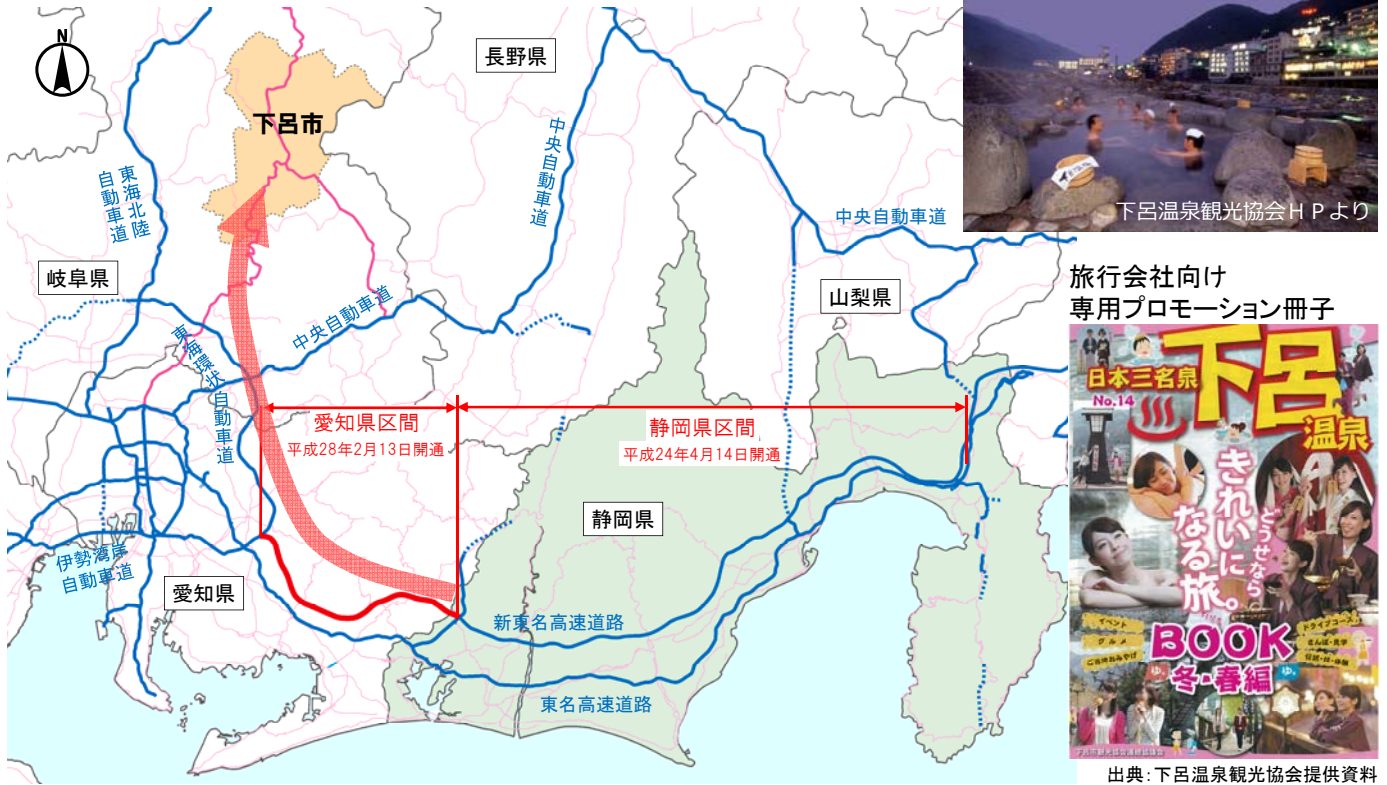 N
長野県
下呂市
中央自動車道
東海北陸
自動車道
中央自動車道
下呂温泉観光協会HPより
岐阜県
山梨県
中央自動車道
東海環状自動車道
旅行会社向け
専用プロモーション冊子
愛知県区間
平成28年2月13日開通
静岡県区間
平成24年4月14日開通
静岡県
伊勢湾岸
自動車道
愛知県
新東名高速道路
東名高速道路
日本三名泉
No.14
下呂
温泉
どうせなら
きれいに
なる旅。
イベント
グルメ
ご当地おみやげ
ドライブコース
BOOK
ゆ。
冬・春編
ゆ。
出典:下呂温泉観光協会提供資料